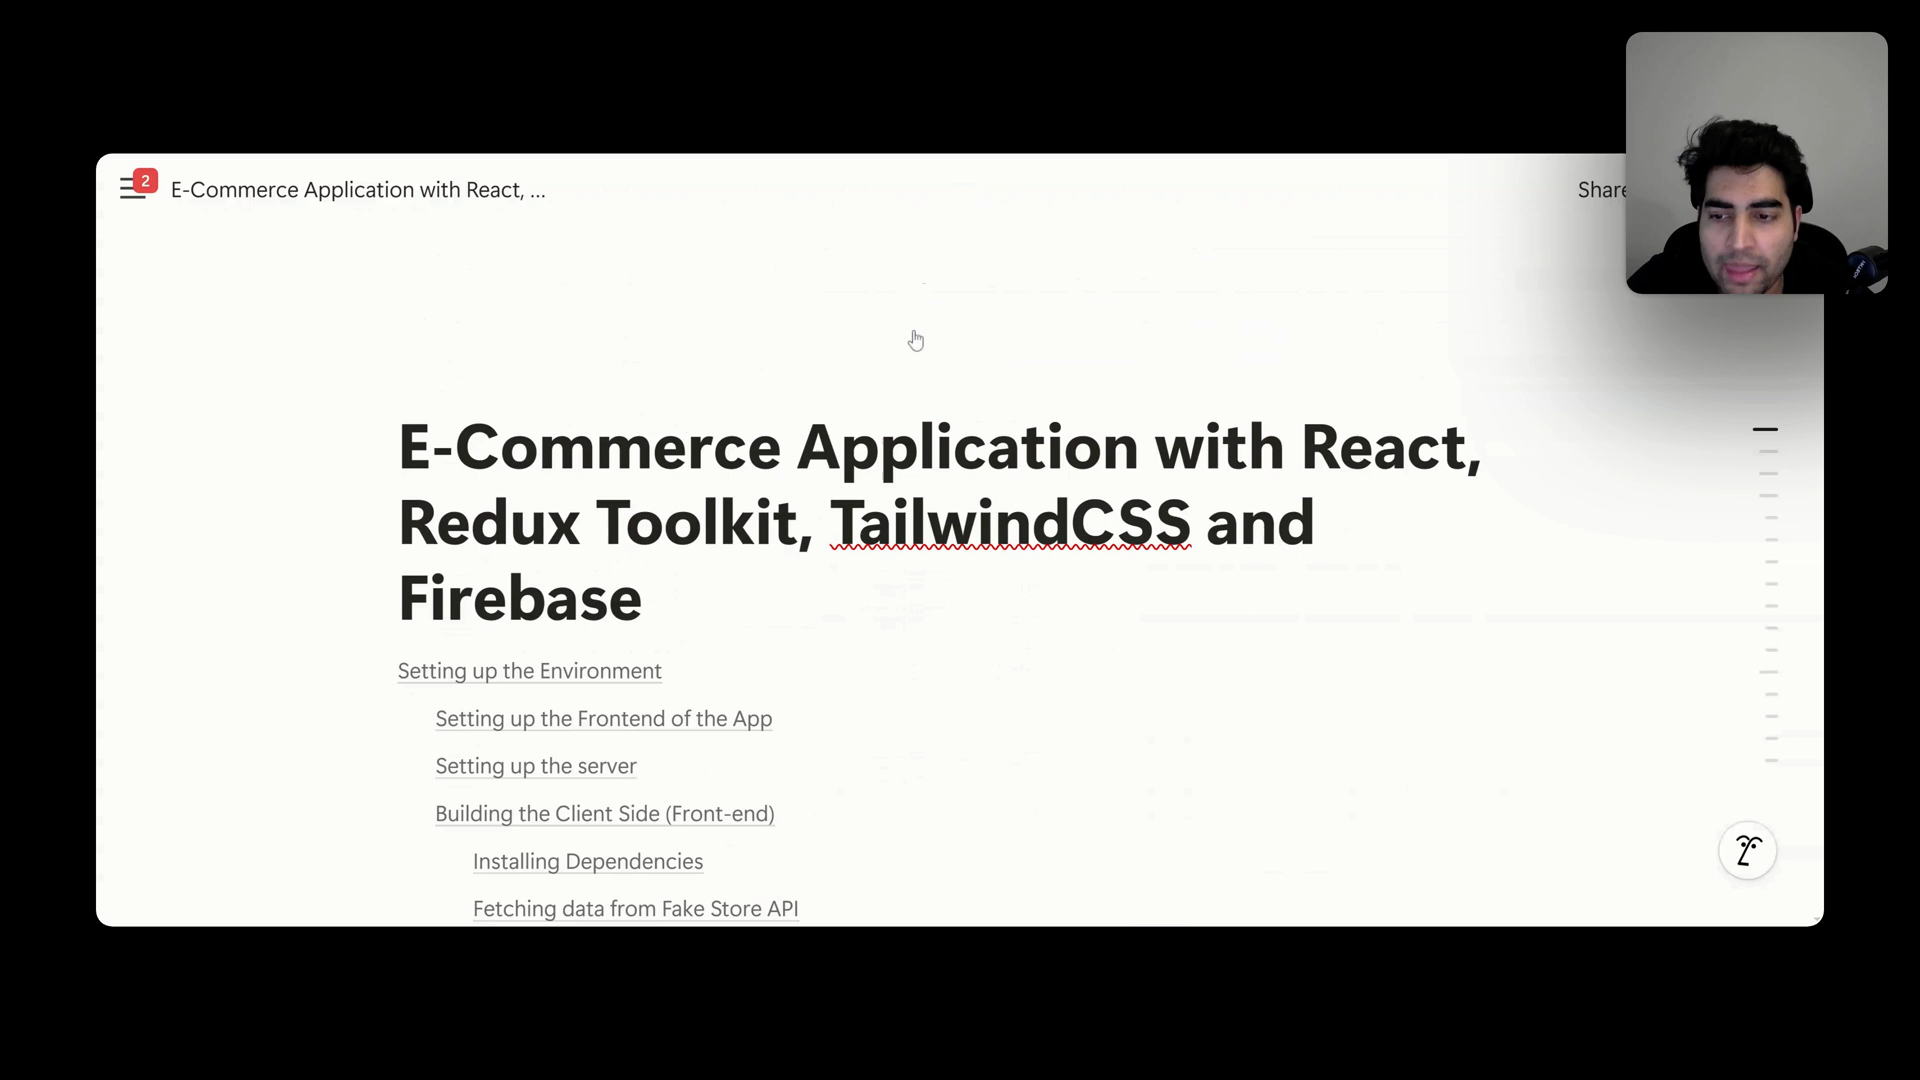 2
E-Commerce Application with React, ...
Share
E-Commerce Application with React,
Redux Toolkit, TailwindCSS and
Firebase
Setting up the Environment
Setting up the Frontend of the App
Setting up the server
Building the Client Side (Front-end)
Installing Dependencies
Fetching data from Fake Store API